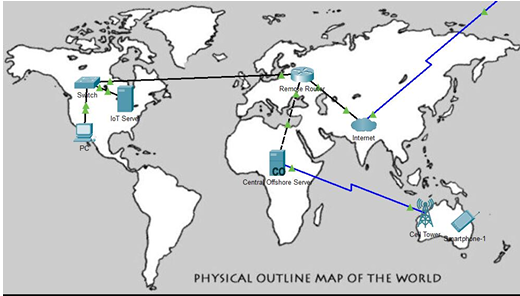 Remote Router
Switch
IoT Server
Internet
PC
CO
Central Offshore Server
Cell Tower
Smartphone-1
PHYSICAL OUTLINE MAP OF THE WORLD